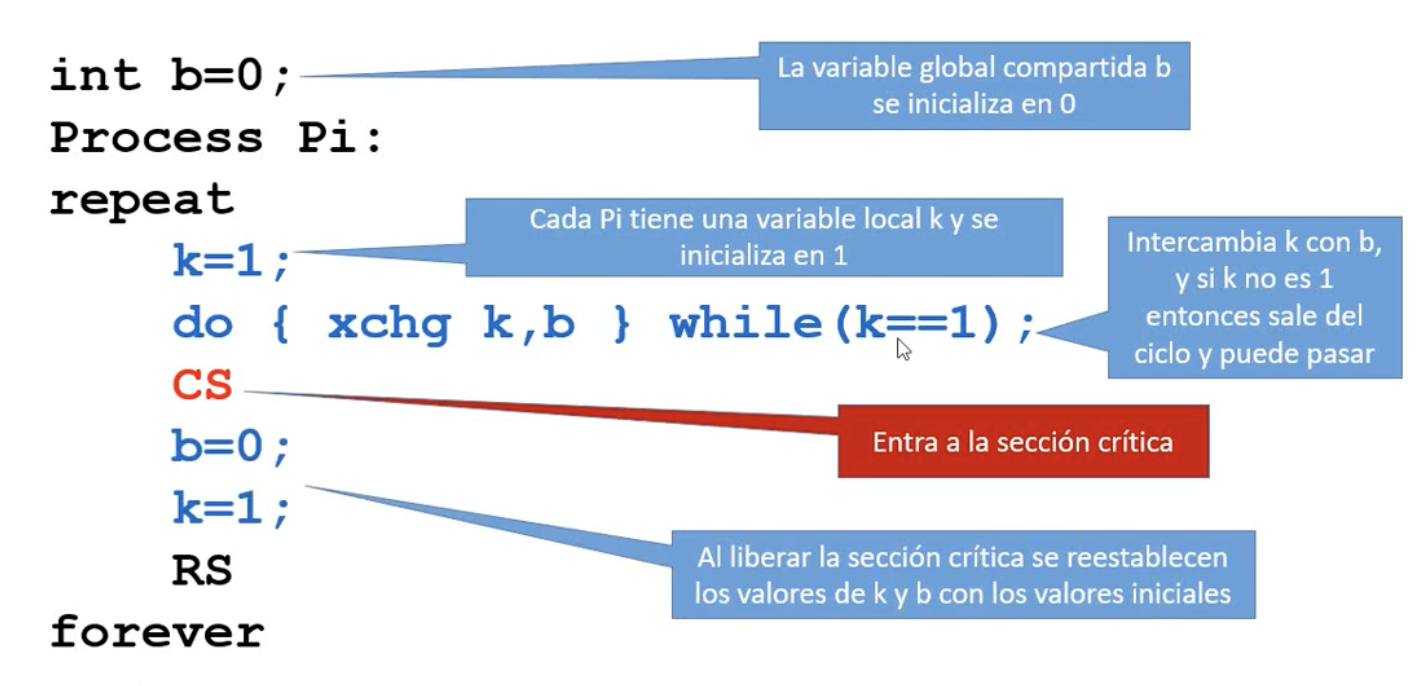 int b=0;
La variable global compartida b
se inicializa en 0
Process Pi:
repeat
Cada Pi tiene una variable local k y se
inicializa en 1
k=1;
Intercambia k con b,
y si k no es 1
entonces sale del
ciclo y puede pasar
do { xchg k,b } while(k==1);
CS
Entra a la sección crítica
b=0;
k=1;
Al liberar la sección crítica se reestablecen
los valores de k y b con los valores iniciales
RS
forever